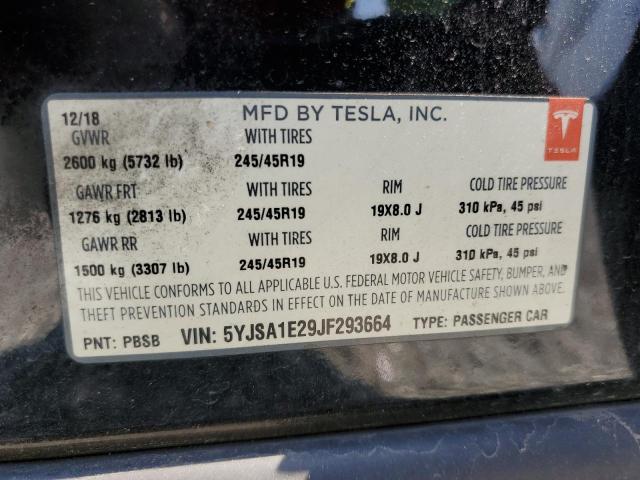 12/18 MFD BY TESLA, INC.
GVWR WITH TIRES
2600 kg (5732 lb) 245/45R19
TESLA
GAWR FRT WITH TIRES RIM COLD TIRE PRESSURE
1276 kg (2813 lb) 245/45R19 19X8.0 J 310 kPa, 45 psi
GAWR RR WITH TIRES RIM COLD TIRE PRESSURE
1500 kg (3307 lb) 245/45R19 19X8.0 J 310 kPa, 45 psi
THIS VEHICLE CONFORMS TO ALL APPLICABLE U.S. FEDERAL MOTOR VEHICLE SAFETY, BUMPER, AND
THEFT PREVENTION STANDARDS IN EFFECT ON THE DATE OF MANUFACTURE SHOWN ABOVE.
PNT: PBSB VIN: 5YJSA1E29JF293664 TYPE: PASSENGER CAR